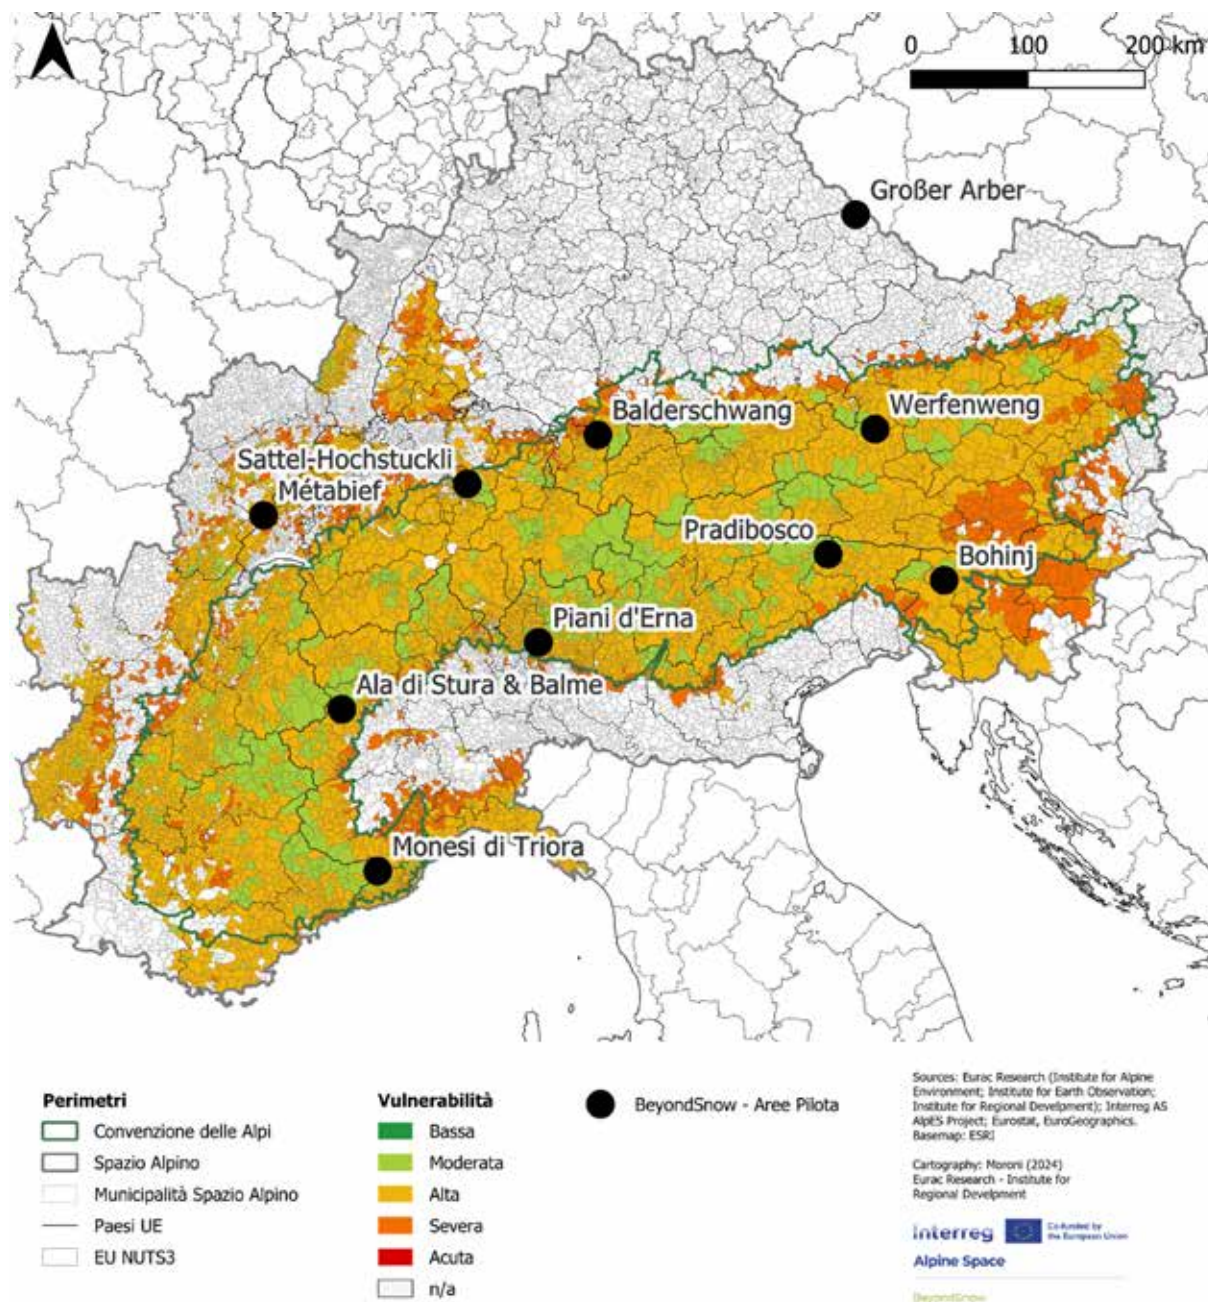 0 100 200 km
Großer Arber
Balderschwang
Werfenweng
Sattel-Hochstuckli
Métabief
Pradibosco
Bohinj
Piani d'Erna
Ala di Stura & Balme
Monesi di Triora
Perimetri
Convenzione delle Alpi
Spazio Alpino
Municipalità Spazio Alpino
Paesi UE
EU NUTS3
Vulnerabilità
Bassa
Moderata
Alta
Severa
Acuta
n/a
BeyondSnow - Aree Pilota
Sources: Eurac Research (Institute for Alpine
Environment; Institute for Earth Observation;
Institute for Regional Develpment); Interreg AS
AlpES Project; Eurostat, EuroGeographics.
Basemap: ESRI
Cartography: Moroni (2024)
Eurac Research - Institute for
Regional Develpment
Interreg
Co-funded by
the European Union
Alpine Space
BeyondSnow